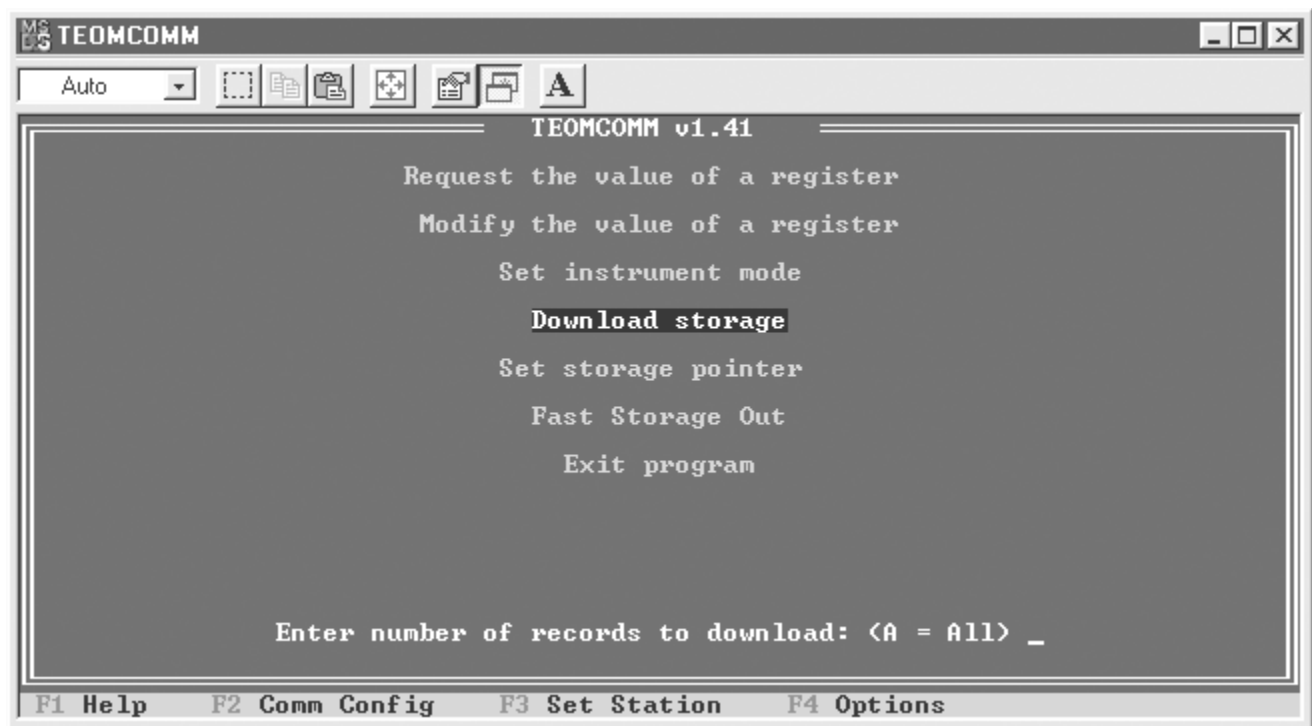 MS DOS TEOMCOMM
Auto A
TEOMCOMM v1.41
Request the value of a register
Modify the value of a register
Set instrument mode
Download storage
Set storage pointer
Fast Storage Out
Exit program
Enter number of records to download: (A = All) _
F1 Help F2 Comm Config F3 Set Station F4 Options